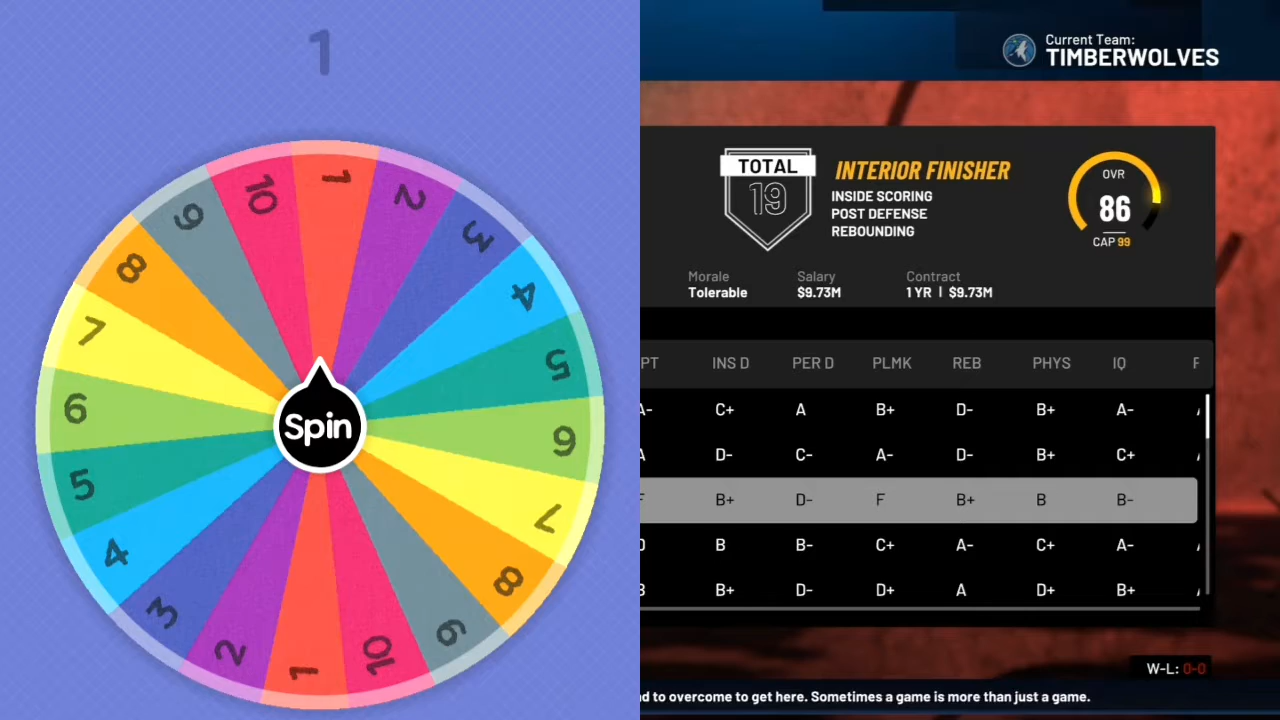 1
1
2
3
4
5
6
7
8
9
10
1
2
3
4
5
6
7
8
9
10
Spin
Current Team:
TIMBERWOLVES
TOTAL
19
INTERIOR FINISHER
INSIDE SCORING
POST DEFENSE
REBOUNDING
OVR
86
CAP 99
Morale Salary Contract
Tolerable $9.73M 1 YR | $9.73M
PT INS D PER D PLMK REB PHYS IQ
A- C+ A B+ D- B+ A-
D- C- A- D- B+ C+
B+ D- F B+ B B-
B B- C+ A- C+ A-
B+ D- D+ A D+ B+
W-L: 0-0
to overcome to get here. Sometimes a game is more than just a game.